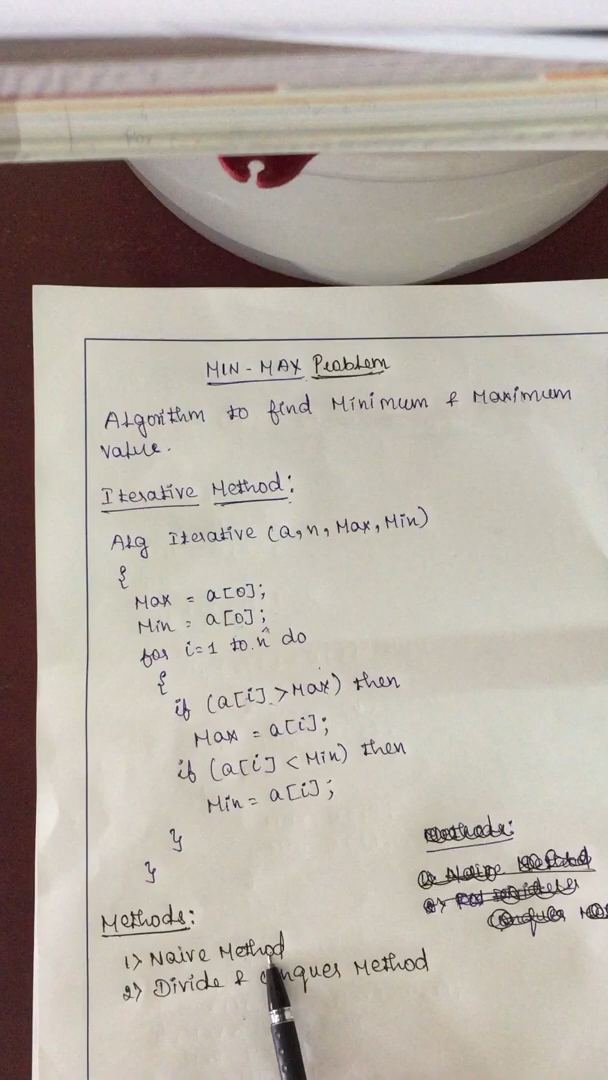 MIN-MAX Problem
Algorithm to find Minimum & Maximum
value.
Iterative Method:
Alg Iterative (a, n, Max, Min)
{
Max = a[0];
Min = a[0];
for i=1 to n do
{
if (a[i] > Max) then
Max = a[i];
if (a[i] < Min) then
Min = a[i];
}
}
Methods:
1) Naive Method
2) Divide & Conquer Method